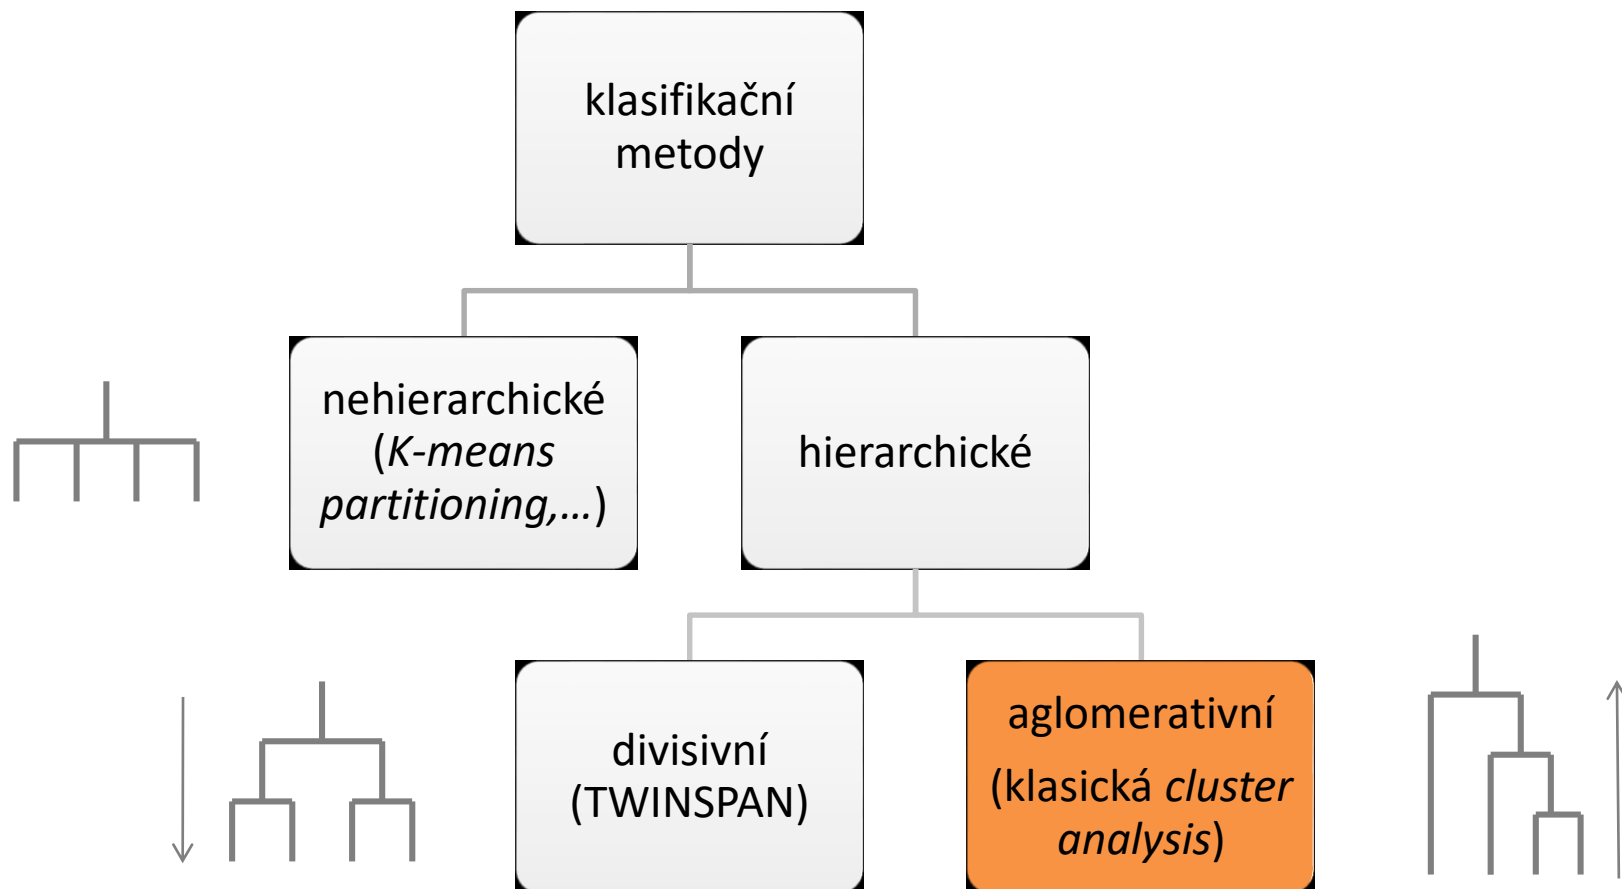 klasifikační
metody
nehierarchické
(K-means
partitioning,...)
hierarchické
divisivní
(TWINSPAN)
aglomerativní
(klasická cluster
analysis)